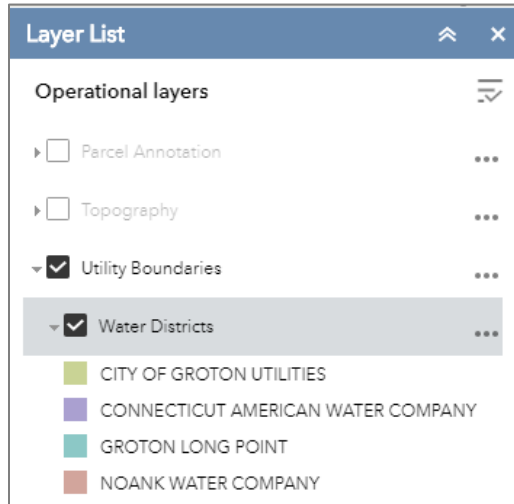 Layer List
Operational layers
Parcel Annotation
Topography
Utility Boundaries
Water Districts
CITY OF GROTON UTILITIES
CONNECTICUT AMERICAN WATER COMPANY
GROTON LONG POINT
NOANK WATER COMPANY